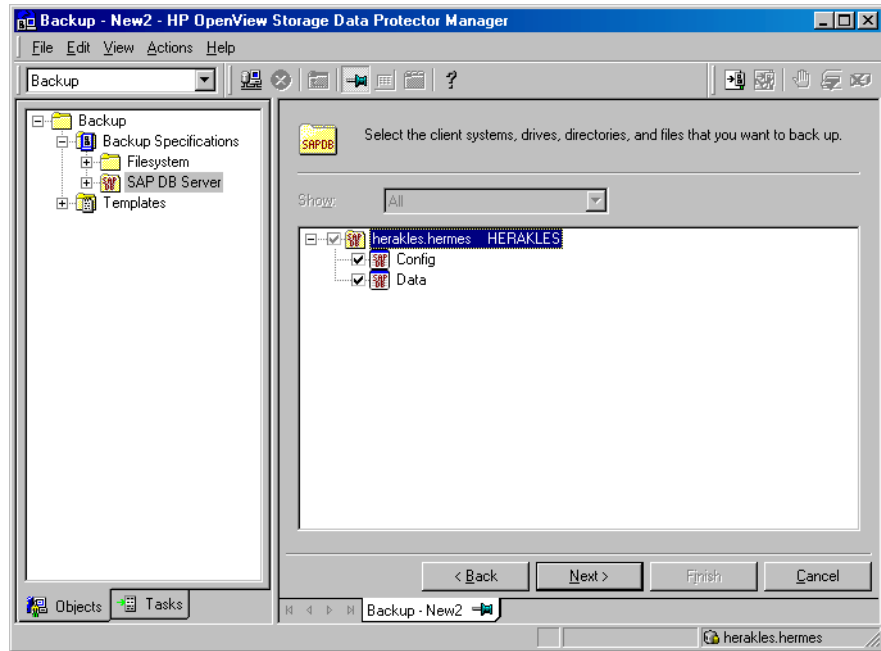 Backup - New2 - HP OpenView Storage Data Protector Manager
File Edit View Actions Help
Backup
?
Backup
Backup Specifications
Filesystem
SAP DB Server
Templates
SAPDB
Select the client systems, drives, directories, and files that you want to back up.
Show:
All
herakles.hermes HERAKLES
Config
Data
< Back
Next >
Finish
Cancel
Objects
Tasks
Backup - New2
herakles.hermes